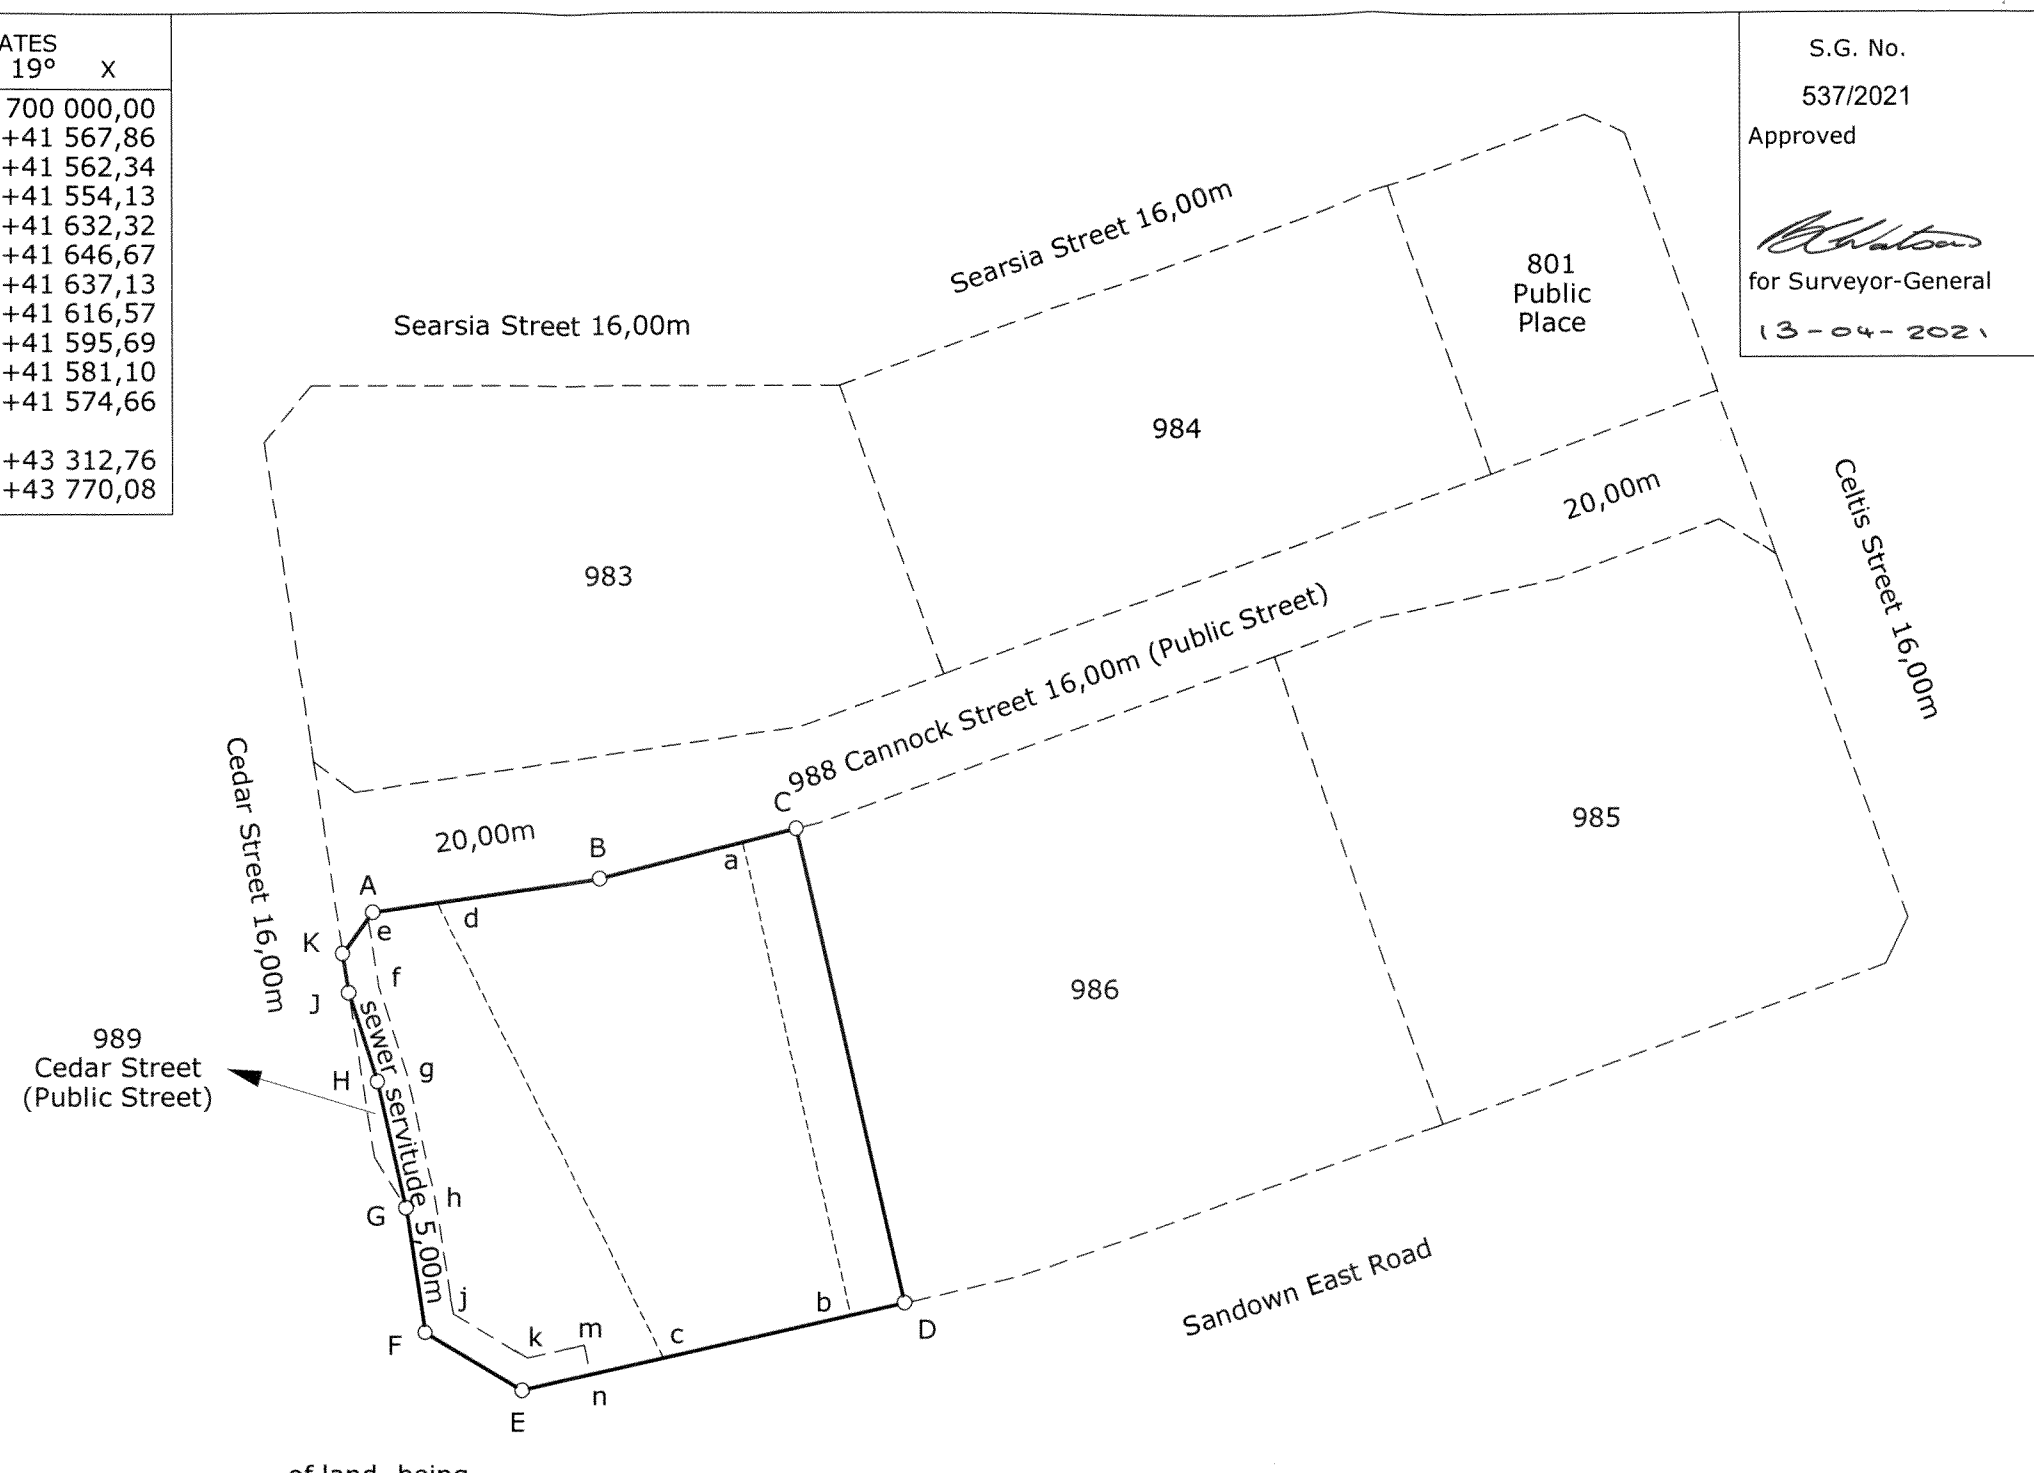 ATES
19° X
700 000,00
+41 567,86
+41 562,34
+41 554,13
+41 632,32
+41 646,67
+41 637,13
+41 616,57
+41 595,69
+41 581,10
+41 574,66
+43 312,76
+43 770,08
S.G. No.
537/2021
Approved
for Surveyor-General
13-04-2021
Searsia Street 16,00m
Searsia Street 16,00m
801
Public
Place
984
983
20,00m
Celtis Street 16,00m
988 Cannock Street 16,00m (Public Street)
Cedar Street 16,00m
20,00m
985
986
A
B
C
a
d
e
K
f
J
sewer servitude 5,00m
989
Cedar Street
(Public Street)
H
g
h
G
j
b
D
F
k
m
c
n
E
Sandown East Road
of land, being